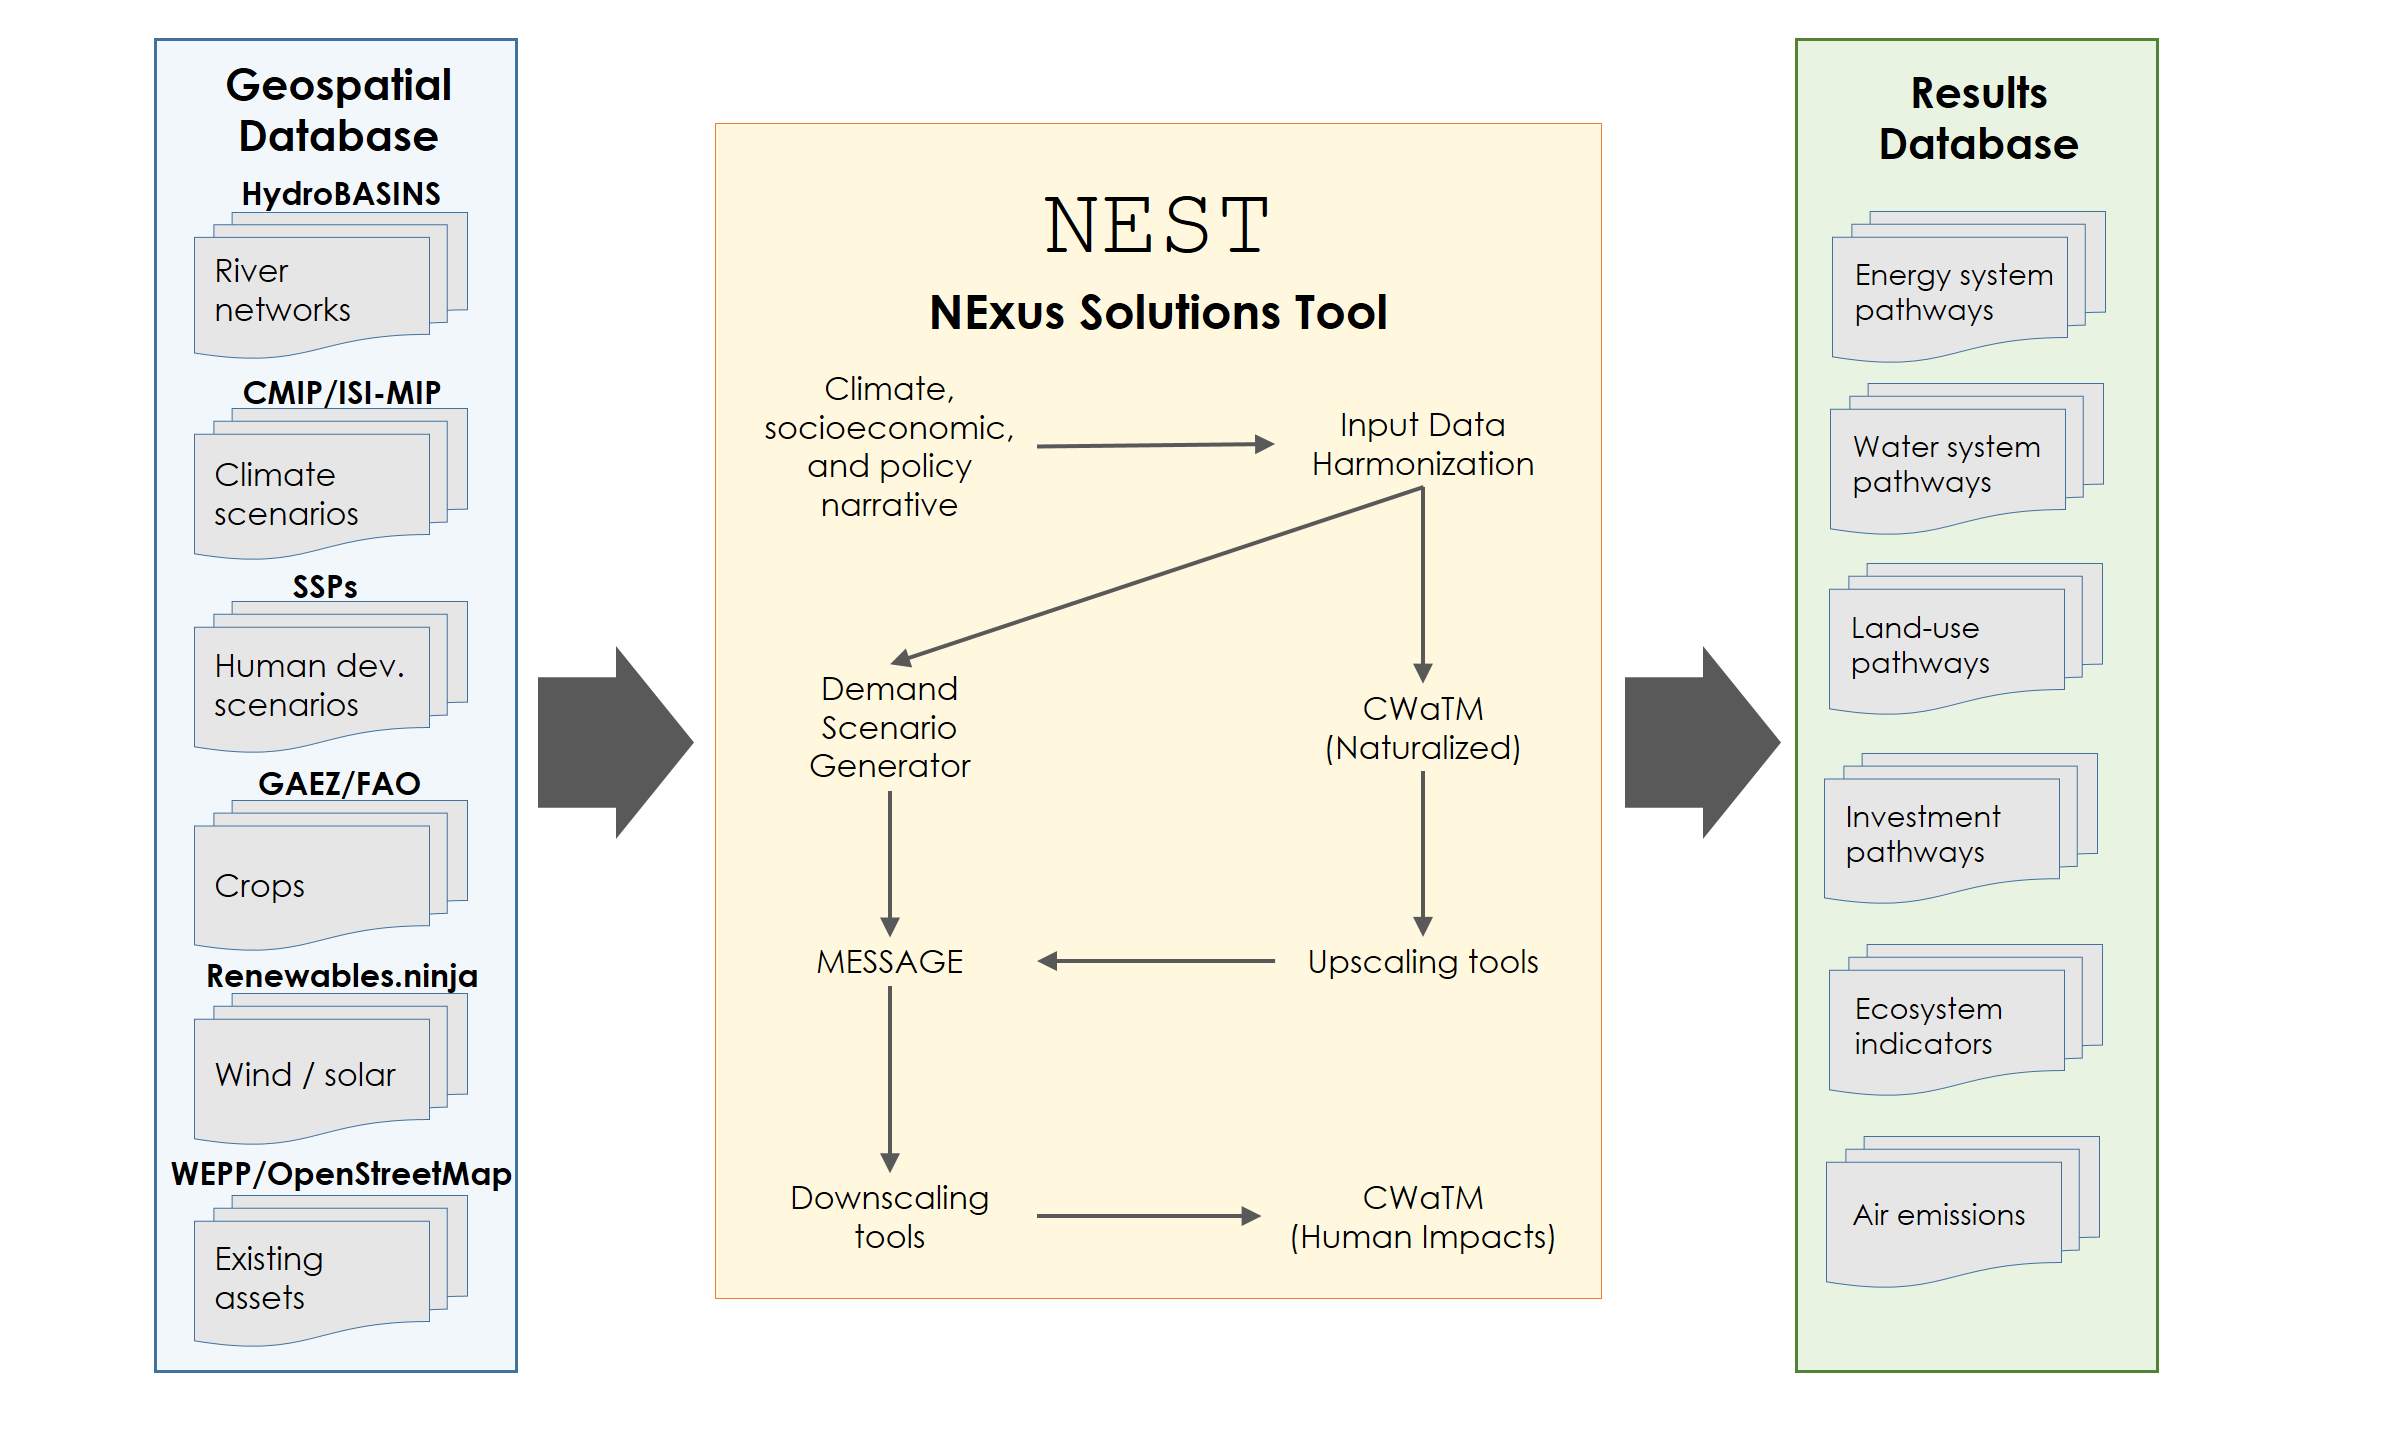 Geospatial
Database
HydroBASINS
River
networks
CMIP/ISI-MIP
Climate
scenarios
SSPs
Human dev.
scenarios
GAEZ/FAO
Crops
Renewables.ninja
Wind / solar
WEPP/OpenStreetMap
Existing
assets
NEST
NExus Solutions Tool
Climate,
socioeconomic,
and policy
narrative
Input Data
Harmonization
Demand
Scenario
Generator
CWaTM
(Naturalized)
MESSAGE
Upscaling tools
Downscaling
tools
CWaTM
(Human Impacts)
Results
Database
Energy system
pathways
Water system
pathways
Land-use
pathways
Investment
pathways
Ecosystem
indicators
Air emissions